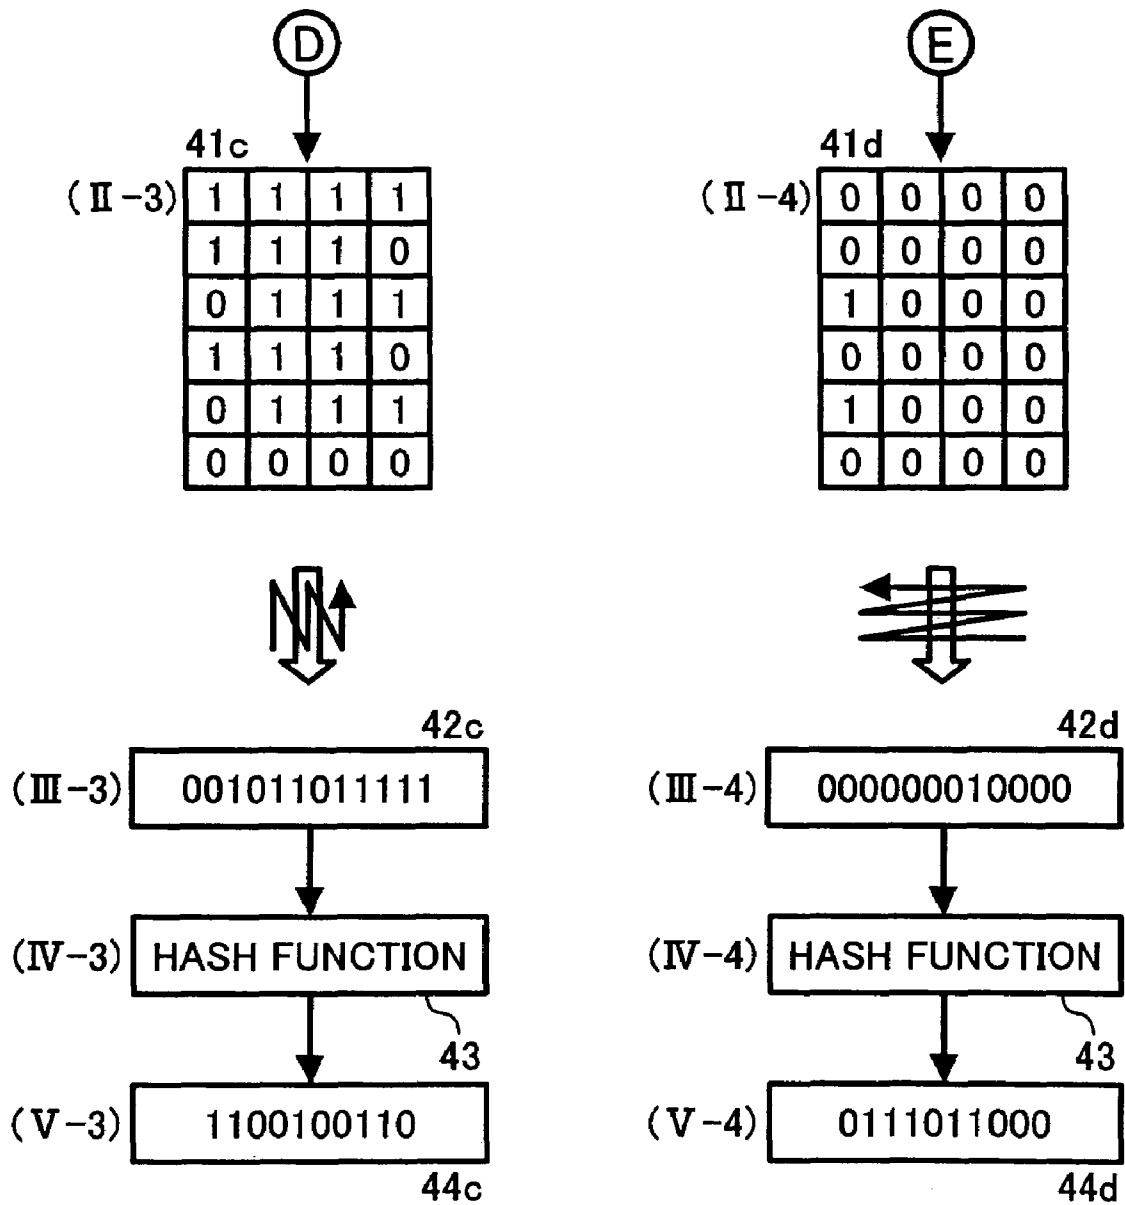 D E
41c 41d
(Ⅱ-3) 1 1 1 1 (Ⅱ-4) 0 0 0 0
1 1 1 0 0 0 0 0
0 1 1 1 1 0 0 0
1 1 1 0 0 0 0 0
0 1 1 1 1 0 0 0
0 0 0 0 0 0 0 0
42c 42d
(Ⅲ-3) 001011011111 (Ⅲ-4) 000000010000
(Ⅳ-3) HASH FUNCTION (Ⅳ-4) HASH FUNCTION
43 43
(Ⅴ-3) 1100100110 (Ⅴ-4) 0111011000
44c 44d